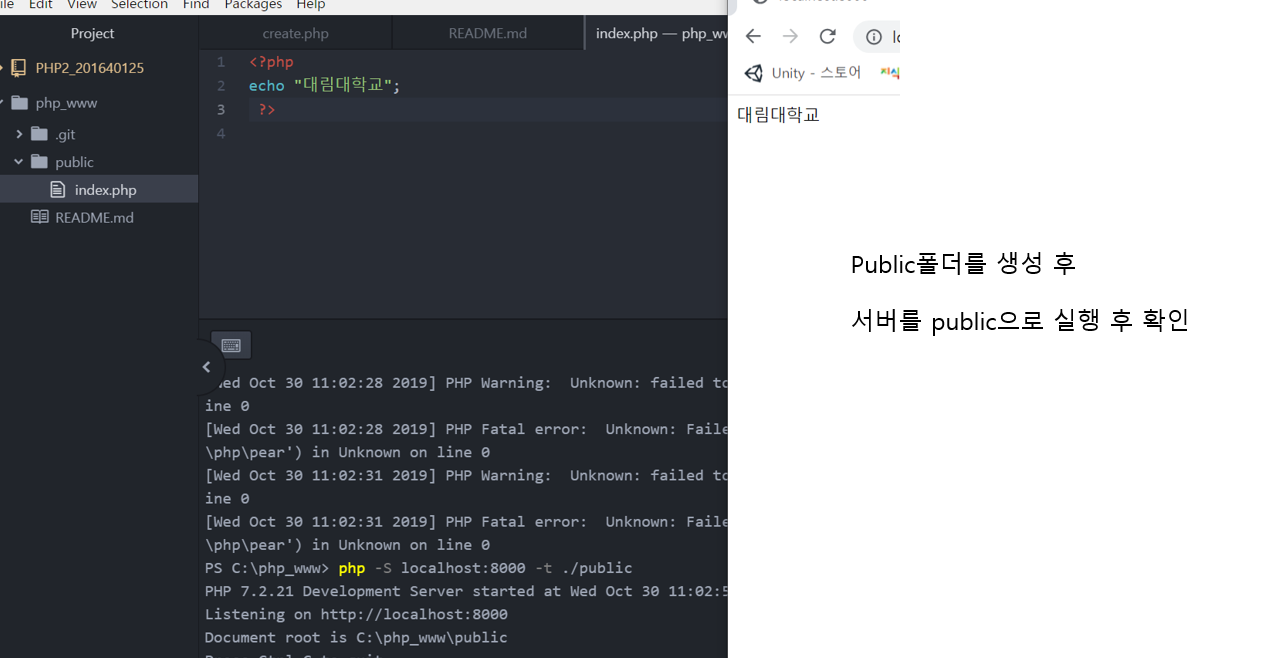 Edit View Selection Find Packages Help
Project
PHP2_201640125
php_www
.git
public
index.php
README.md
create.php
README.md
index.php — php_ww
1 <?php
2 echo "대림대학교";
3 ?>
4
Wed Oct 30 11:02:28 2019] PHP Warning:  Unknown: failed to
ine 0
[Wed Oct 30 11:02:28 2019] PHP Fatal error:  Unknown: Faile
\php\pear') in Unknown on line 0
[Wed Oct 30 11:02:31 2019] PHP Warning:  Unknown: failed to
ine 0
[Wed Oct 30 11:02:31 2019] PHP Fatal error:  Unknown: Faile
\php\pear') in Unknown on line 0
PS C:\php_www> php -S localhost:8000 -t ./public
PHP 7.2.21 Development Server started at Wed Oct 30 11:02:5
Listening on http://localhost:8000
Document root is C:\php_www\public
Unity - 스토어
지식
대림대학교
Public폴더를 생성 후
서버를 public으로 실행 후 확인